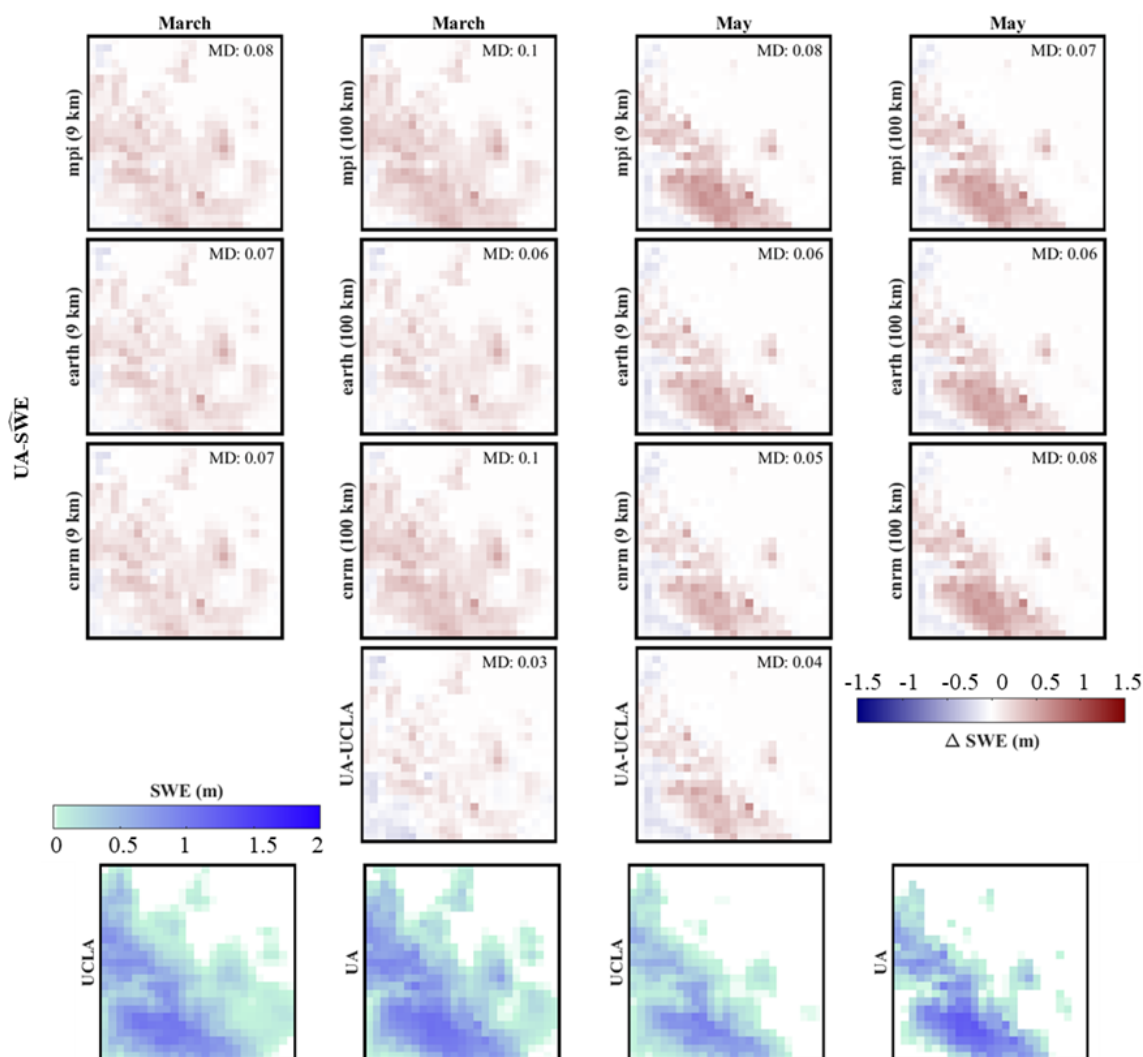 March
March
May
May
mpi (9 km)
MD: 0.08
mpi (100 km)
MD: 0.1
mpi (9 km)
MD: 0.08
mpi (100 km)
MD: 0.07
UA-SŴE
earth (9 km)
MD: 0.07
earth (100 km)
MD: 0.06
earth (9 km)
MD: 0.06
earth (100 km)
MD: 0.06
cnrm (9 km)
MD: 0.07
cnrm (100 km)
MD: 0.1
cnrm (9 km)
MD: 0.05
cnrm (100 km)
MD: 0.08
UA-UCLA
MD: 0.03
UA-UCLA
MD: 0.04
-1.5 -1 -0.5 0 0.5 1 1.5
Δ SWE (m)
SWE (m)
0 0.5 1 1.5 2
UCLA
UA
UCLA
UA